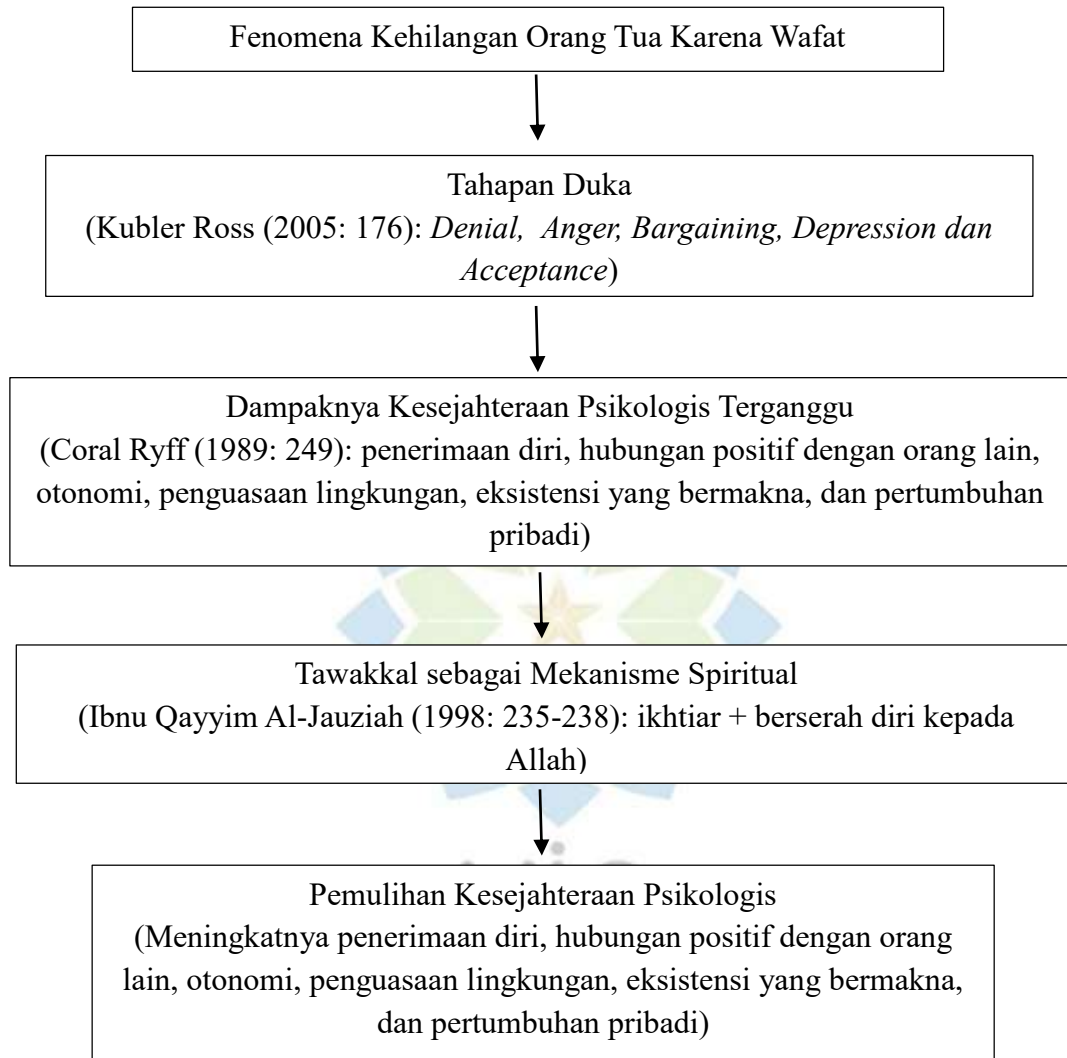 Fenomena Kehilangan Orang Tua Karena Wafat
Tahapan Duka
(Kubler Ross (2005: 176): Denial, Anger, Bargaining, Depression dan
Acceptance)
Dampaknya Kesejahteraan Psikologis Terganggu
(Coral Ryff (1989: 249): penerimaan diri, hubungan positif dengan orang lain,
otonomi, penguasaan lingkungan, eksistensi yang bermakna, dan pertumbuhan
pribadi)
Tawakkal sebagai Mekanisme Spiritual
(Ibnu Qayyim Al-Jauziah (1998: 235-238): ikhtiar + berserah diri kepada
Allah)
Pemulihan Kesejahteraan Psikologis
(Meningkatnya penerimaan diri, hubungan positif dengan orang
lain, otonomi, penguasaan lingkungan, eksistensi yang bermakna,
dan pertumbuhan pribadi)